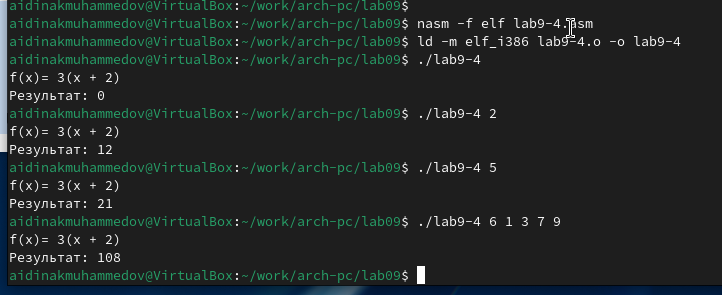 aidinakmuhammedov@VirtualBox:~/work/arch-pc/lab09$
aidinakmuhammedov@VirtualBox:~/work/arch-pc/lab09$ nasm -f elf lab9-4.asm
aidinakmuhammedov@VirtualBox:~/work/arch-pc/lab09$ ld -m elf_i386 lab9-4.o -o lab9-4
aidinakmuhammedov@VirtualBox:~/work/arch-pc/lab09$ ./lab9-4
f(x)= 3(x + 2)
Результат: 0
aidinakmuhammedov@VirtualBox:~/work/arch-pc/lab09$ ./lab9-4 2
f(x)= 3(x + 2)
Результат: 12
aidinakmuhammedov@VirtualBox:~/work/arch-pc/lab09$ ./lab9-4 5
f(x)= 3(x + 2)
Результат: 21
aidinakmuhammedov@VirtualBox:~/work/arch-pc/lab09$ ./lab9-4 6 1 3 7 9
f(x)= 3(x + 2)
Результат: 108
aidinakmuhammedov@VirtualBox:~/work/arch-pc/lab09$